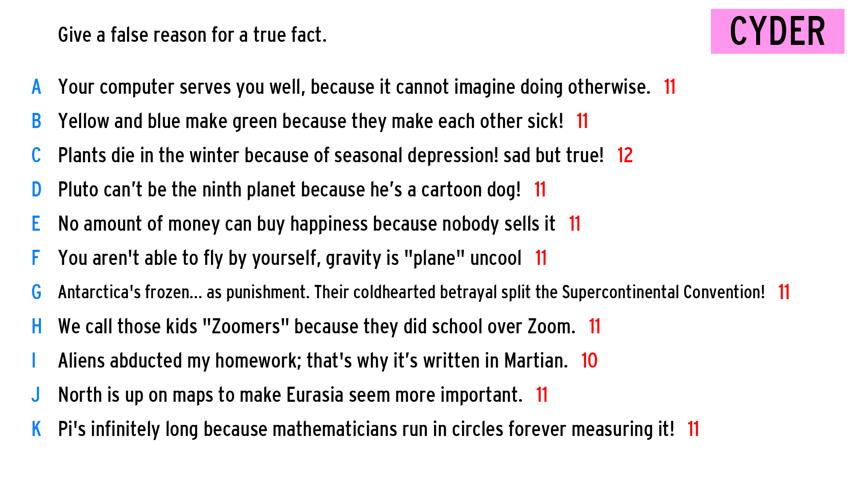 Give a false reason for a true fact.
CYDER
A Your computer serves you well, because it cannot imagine doing otherwise. 11
B Yellow and blue make green because they make each other sick! 11
C Plants die in the winter because of seasonal depression! sad but true! 12
D Pluto can't be the ninth planet because he's a cartoon dog! 11
E No amount of money can buy happiness because nobody sells it 11
F You aren't able to fly by yourself, gravity is "plane" uncool 11
G Antarctica's frozen... as punishment. Their coldhearted betrayal split the Supercontinental Convention! 11
H We call those kids "Zoomers" because they did school over Zoom. 11
I Aliens abducted my homework; that's why it's written in Martian. 10
J North is up on maps to make Eurasia seem more important. 11
K Pi's infinitely long because mathematicians run in circles forever measuring it! 11